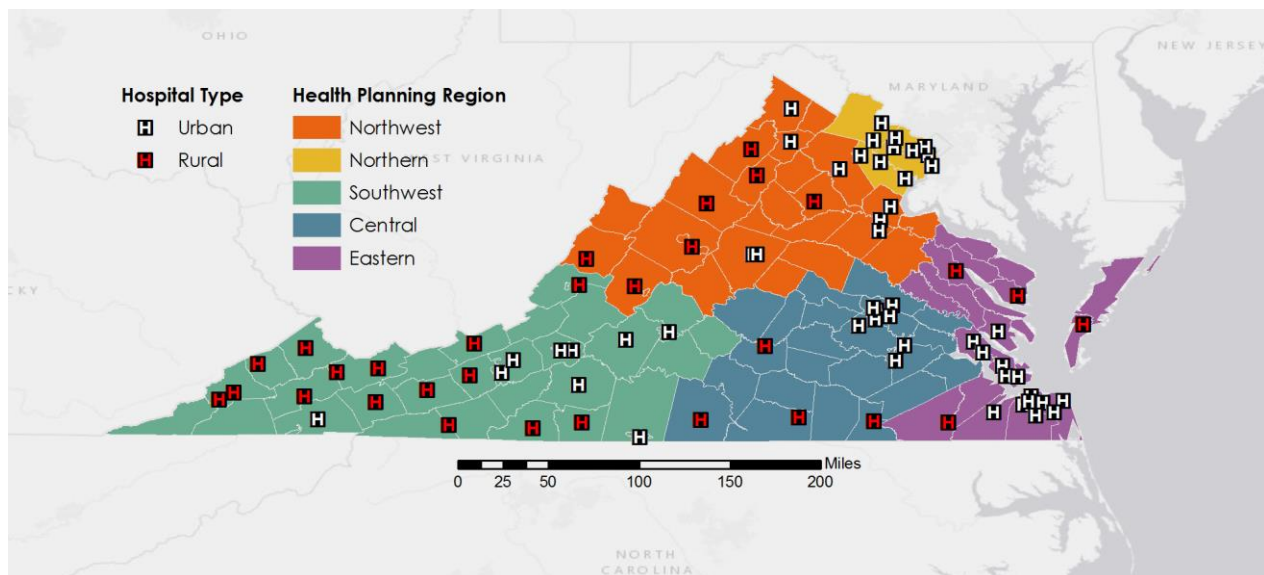 OHIO
NEW JERSEY
MARYLAND
Hospital Type
Health Planning Region
H Urban
Northwest
H Rural
Northern
EST VIRGINIA
Southwest
Central
Eastern
CKY
Miles
0 25 50 100 150 200
NORTH
CAROLINA